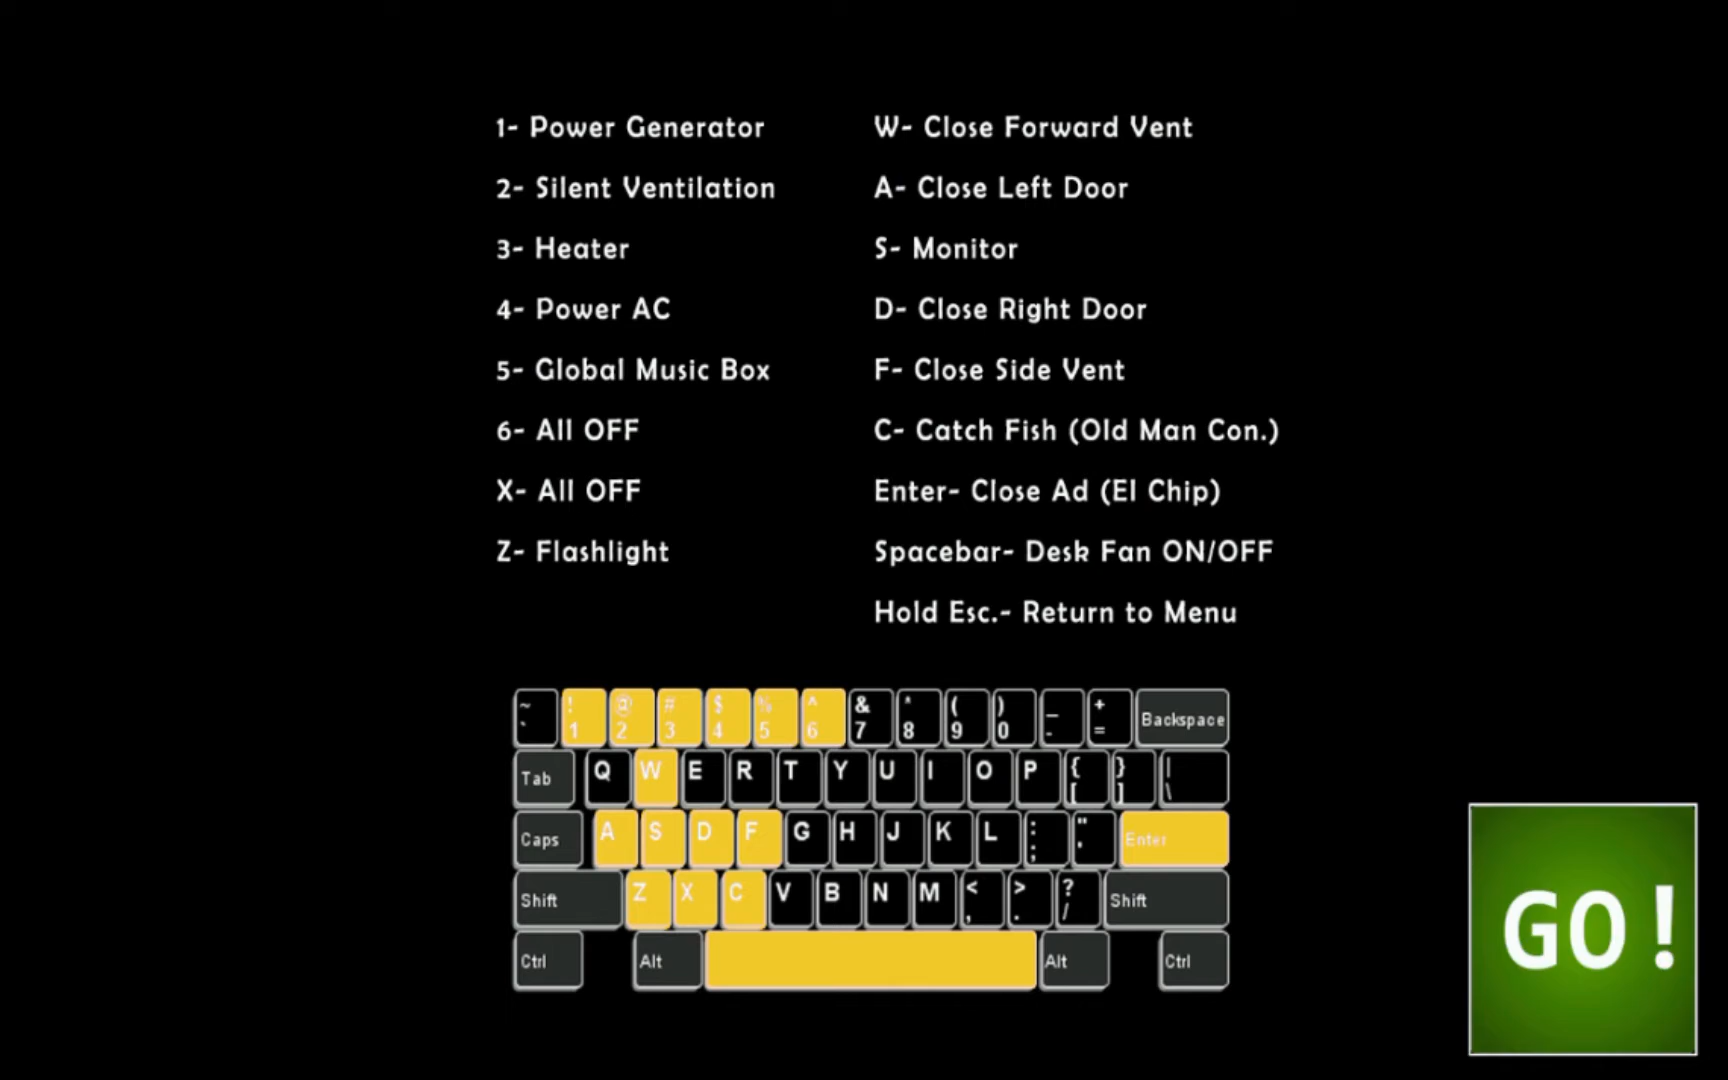 1- Power Generator
2- Silent Ventilation
3- Heater
4- Power AC
5- Global Music Box
6- All OFF
X- All OFF
Z- Flashlight
W- Close Forward Vent
A- Close Left Door
S- Monitor
D- Close Right Door
F- Close Side Vent
C- Catch Fish (Old Man Con.)
Enter- Close Ad (El Chip)
Spacebar- Desk Fan ON/OFF
Hold Esc.- Return to Menu
~ ! @ # $ % ^ & * ( ) _ +
` 1 2 3 4 5 6 7 8 9 0 - = Backspace
Tab Q W E R T Y U I O P { } |
[ ] \
Caps A S D F G H J K L : " Enter
; '
Shift Z X C V B N M < > ? Shift
, . /
Ctrl Alt Alt Ctrl
GO!